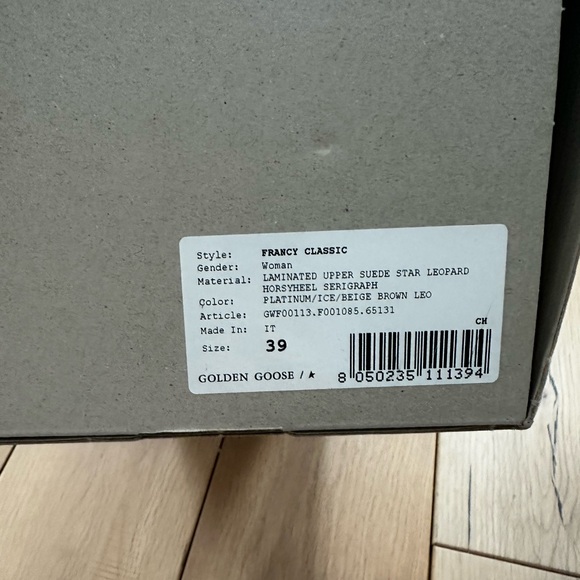 Style: FRANCY CLASSIC
Gender: Woman
Material: LAMINATED UPPER SUEDE STAR LEOPARD
HORSYHEEL SERIGRAPH
Color: PLATINUM/ICE/BEIGE BROWN LEO
Article: GWF00113.F001085.65131
Made In: IT
CH
Size: 39
GOLDEN GOOSE / ★
8 050235 111394